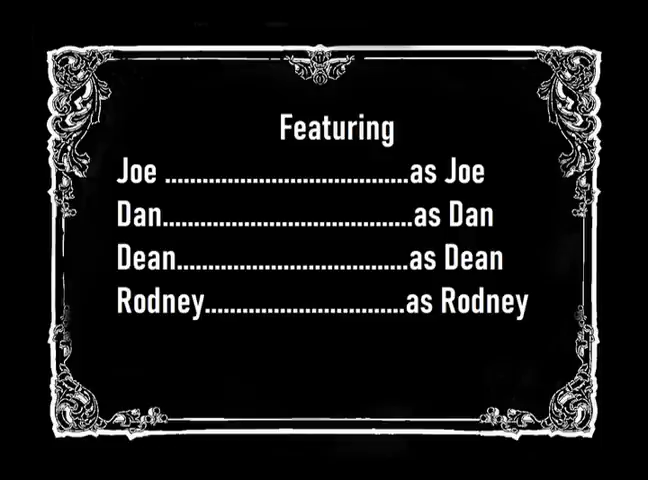 Featuring
Joe .......................................as Joe
Dan........................................as Dan
Dean.....................................as Dean
Rodney................................as Rodney